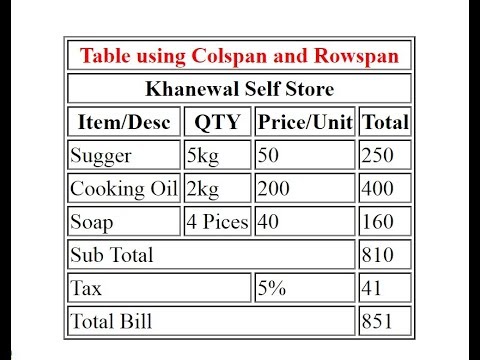 Table using Colspan and Rowspan
Khanewal Self Store
Item/Desc QTY Price/Unit Total
Sugger 5kg 50 250
Cooking Oil 2kg 200 400
Soap 4 Pices 40 160
Sub Total 810
Tax 5% 41
Total Bill 851